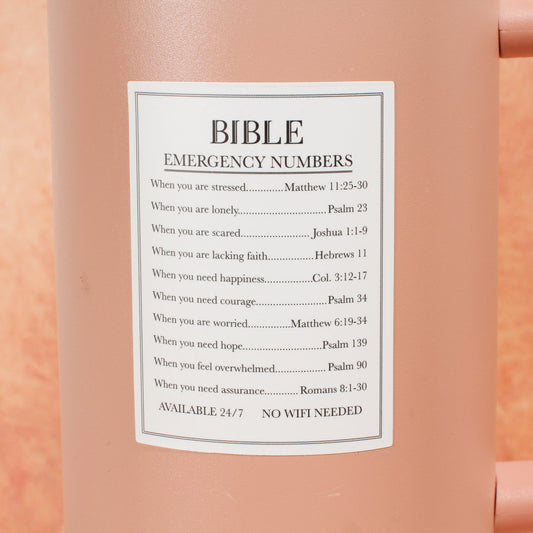 BIBLE
EMERGENCY NUMBERS
When you are stressed.............Matthew 11:25-30
When you are lonely..............................Psalm 23
When you are scared........................ Joshua 1:1-9
When you are lacking faith................Hebrews 11
When you need happiness.................Col. 3:12-17
When you need courage........................Psalm 34
When you are worried...............Matthew 6:19-34
When you need hope............................Psalm 139
When you feel overwhelmed..................Psalm 90
When you need assurance............Romans 8:1-30
AVAILABLE 24/7 NO WIFI NEEDED